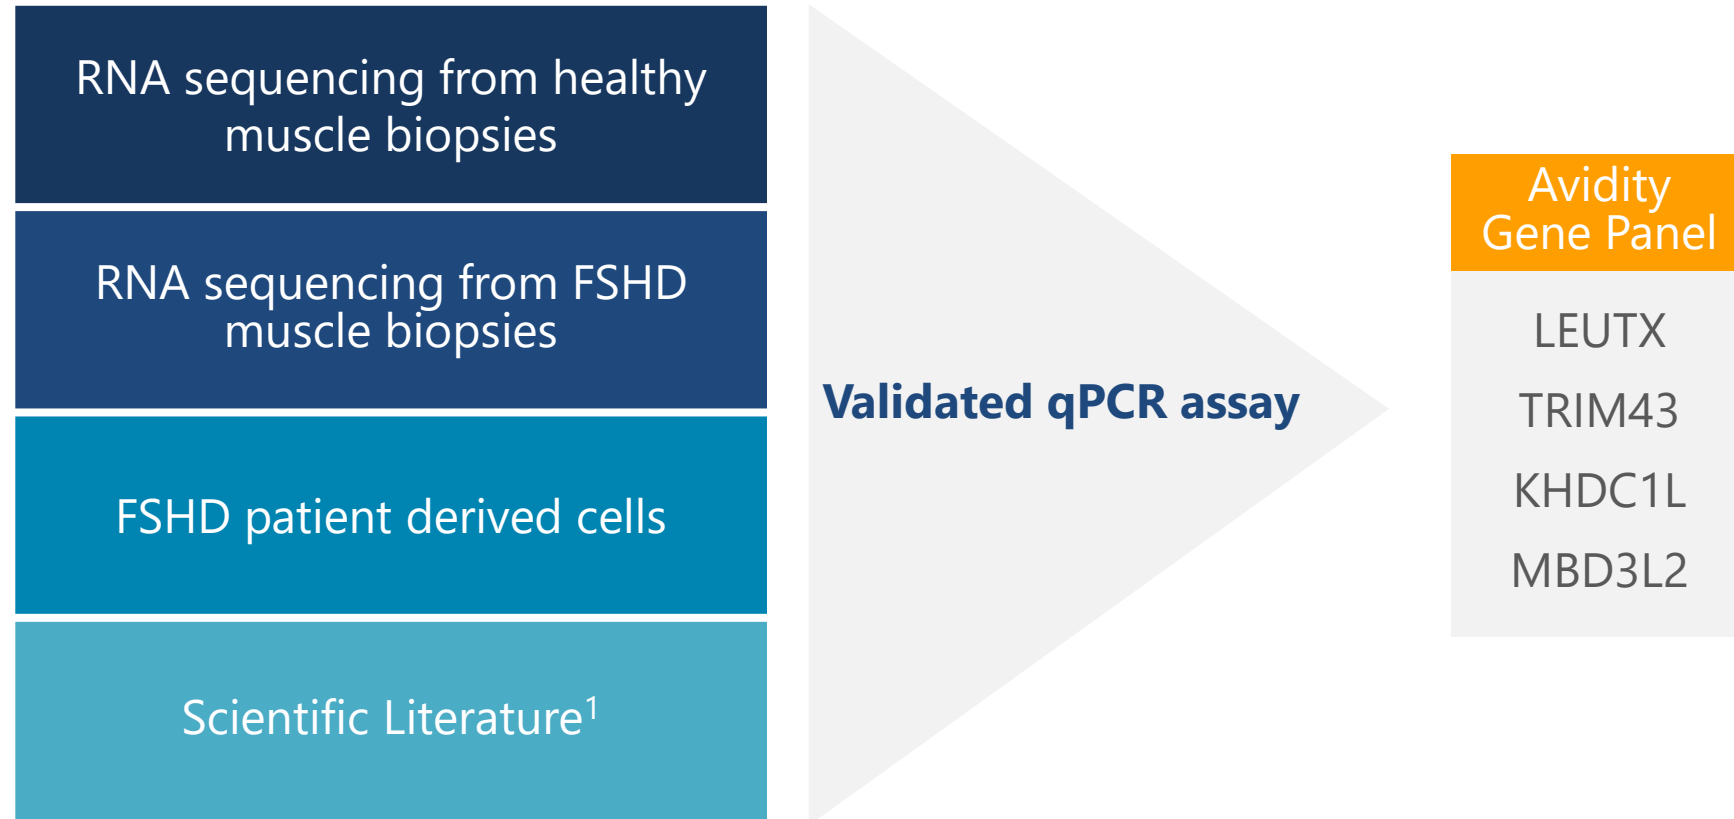 RNA sequencing from healthy
muscle biopsies
RNA sequencing from FSHD
muscle biopsies
FSHD patient derived cells
Scientific Literature¹
Validated qPCR assay
Avidity
Gene Panel
LEUTX
TRIM43
KHDC1L
MBD3L2